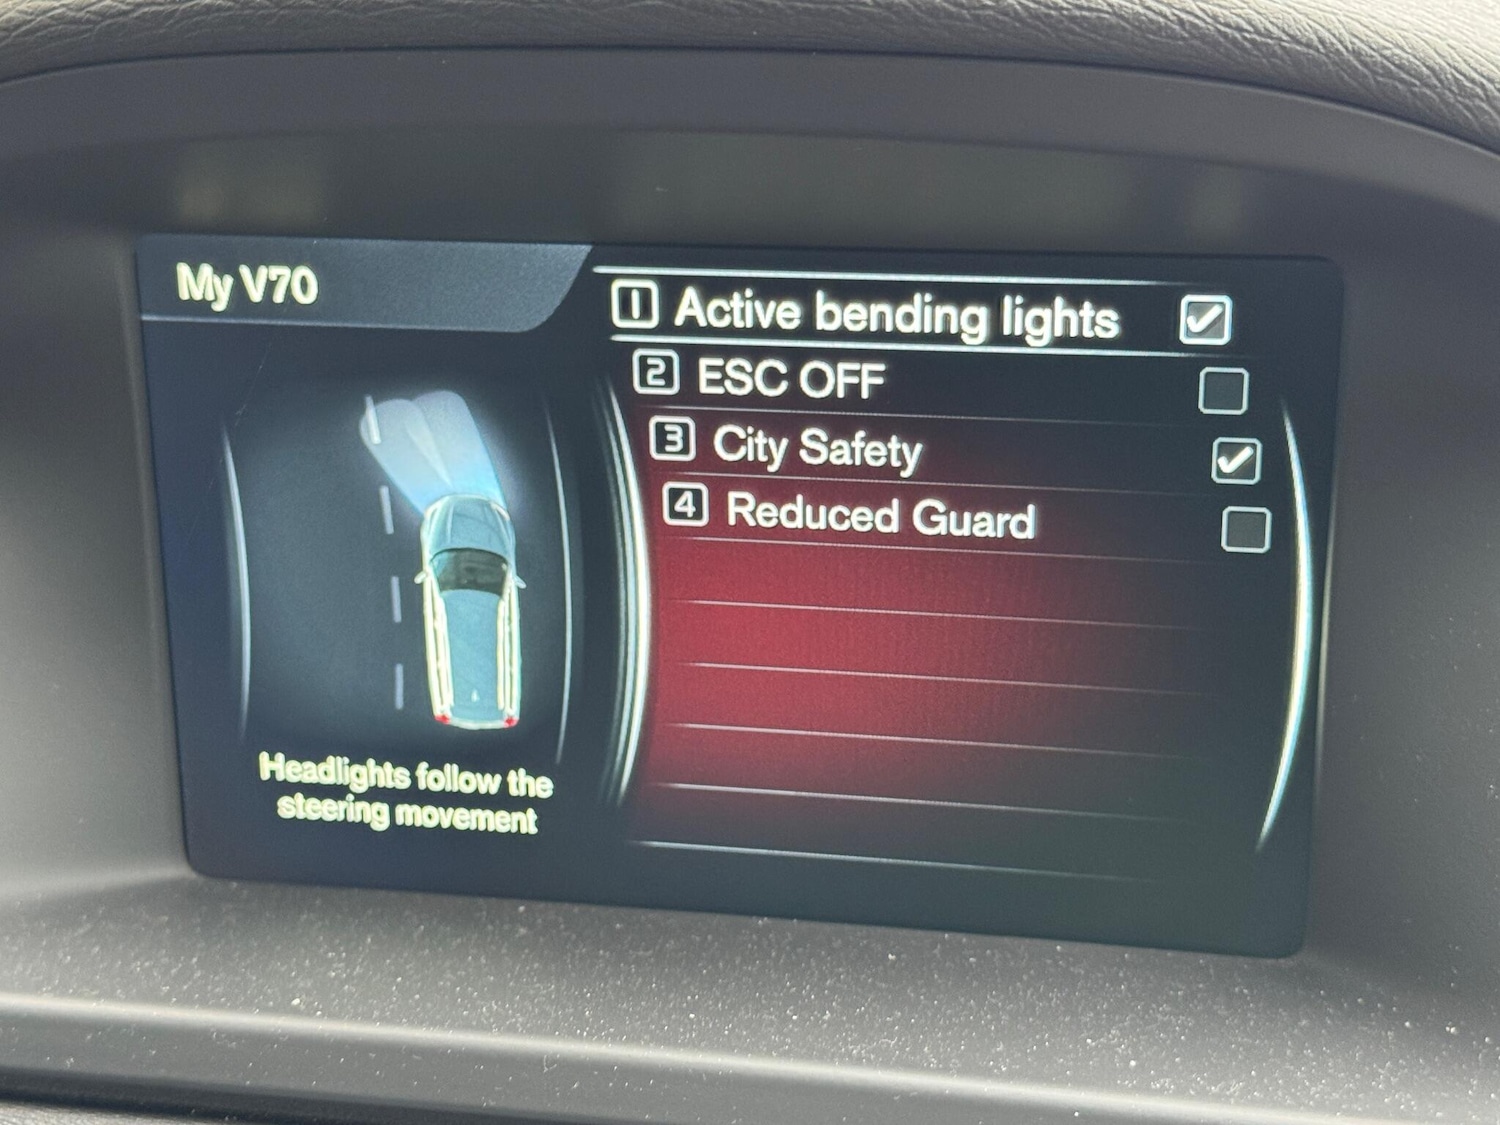 My V70
1 Active bending lights
2 ESC OFF
3 City Safety
4 Reduced Guard
Headlights follow the
steering movement